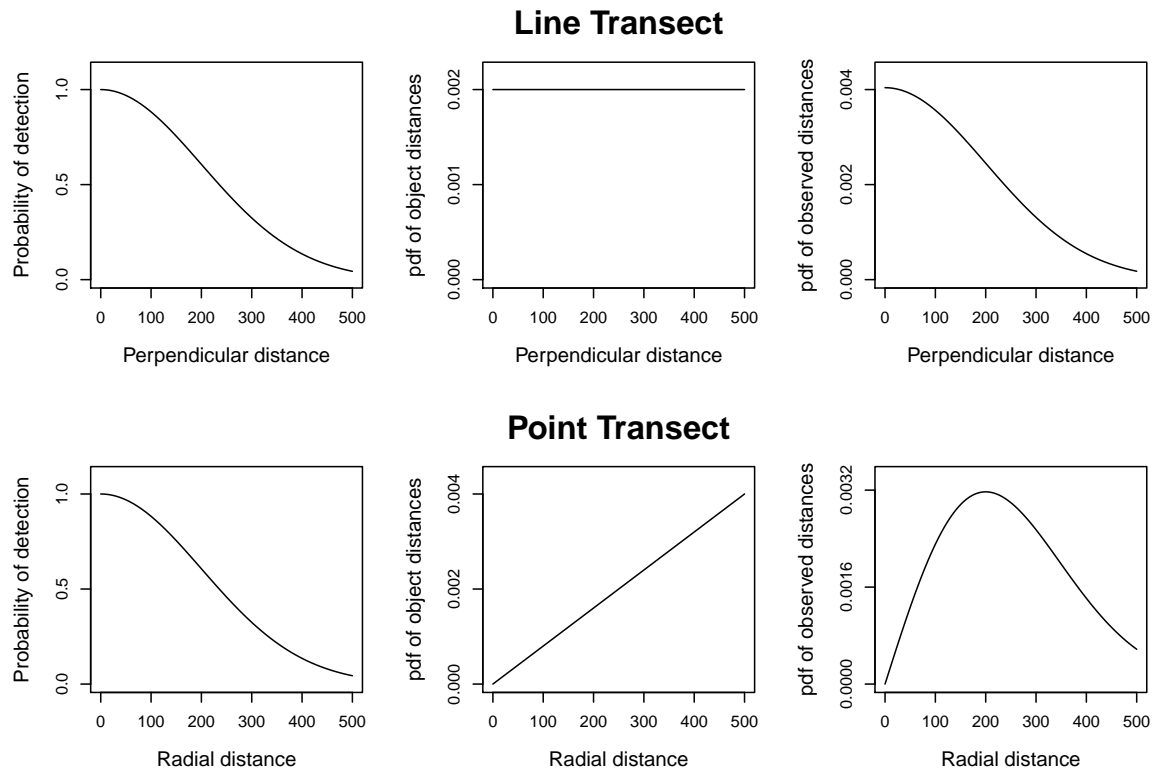 Line Transect
Probability of detection
0.0 0.5 1.0
0 100 200 300 400 500
Perpendicular distance
pdf of object distances
0.000 0.001 0.002
0 100 200 300 400 500
Perpendicular distance
pdf of observed distances
0.000 0.002 0.004
0 100 200 300 400 500
Perpendicular distance
Point Transect
Probability of detection
0.0 0.5 1.0
0 100 200 300 400 500
Radial distance
pdf of object distances
0.000 0.002 0.004
0 100 200 300 400 500
Radial distance
pdf of observed distances
0.0000 0.0016 0.0032
0 100 200 300 400 500
Radial distance